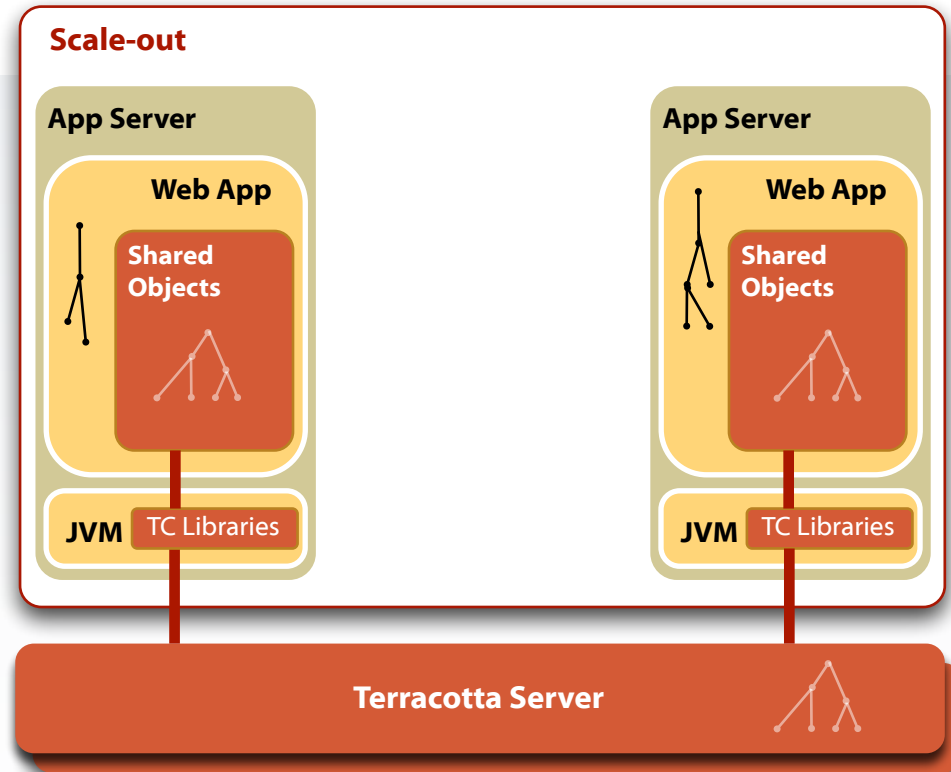 Scale-out
App Server
Web App
Shared
Objects
JVM
TC Libraries
App Server
Web App
Shared
Objects
JVM
TC Libraries
Terracotta Server